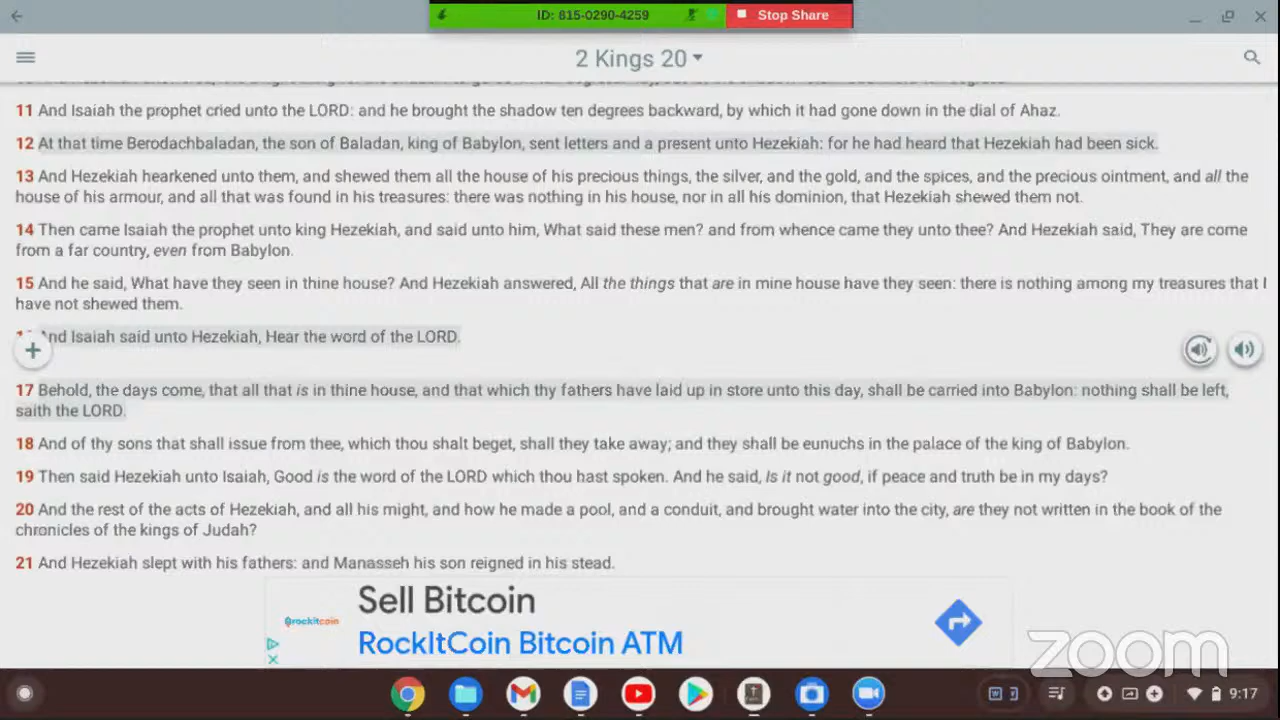 ID: 815-0290-4259
Stop Share
2 Kings 20
11 And Isaiah the prophet cried unto the LORD: and he brought the shadow ten degrees backward, by which it had gone down in the dial of Ahaz.
12 At that time Berodachbaladan, the son of Baladan, king of Babylon, sent letters and a present unto Hezekiah: for he had heard that Hezekiah had been sick.
13 And Hezekiah hearkened unto them, and shewed them all the house of his precious things, the silver, and the gold, and the spices, and the precious ointment, and all the
house of his armour, and all that was found in his treasures: there was nothing in his house, nor in all his dominion, that Hezekiah shewed them not.
14 Then came Isaiah the prophet unto king Hezekiah, and said unto him, What said these men? and from whence came they unto thee? And Hezekiah said, They are come
from a far country, even from Babylon.
15 And he said, What have they seen in thine house? And Hezekiah answered, All the things that are in mine house have they seen: there is nothing among my treasures that I
have not shewed them.
And Isaiah said unto Hezekiah, Hear the word of the LORD.
17 Behold, the days come, that all that is in thine house, and that which thy fathers have laid up in store unto this day, shall be carried into Babylon: nothing shall be left,
saith the LORD.
18 And of thy sons that shall issue from thee, which thou shalt beget, shall they take away; and they shall be eunuchs in the palace of the king of Babylon.
19 Then said Hezekiah unto Isaiah, Good is the word of the LORD which thou hast spoken. And he said, Is it not good, if peace and truth be in my days?
20 And the rest of the acts of Hezekiah, and all his might, and how he made a pool, and a conduit, and brought water into the city, are they not written in the book of the
chronicles of the kings of Judah?
21 And Hezekiah slept with his fathers: and Manasseh his son reigned in his stead.
Sell Bitcoin
rockitcoin
RockItCoin Bitcoin ATM
zoom
9:17